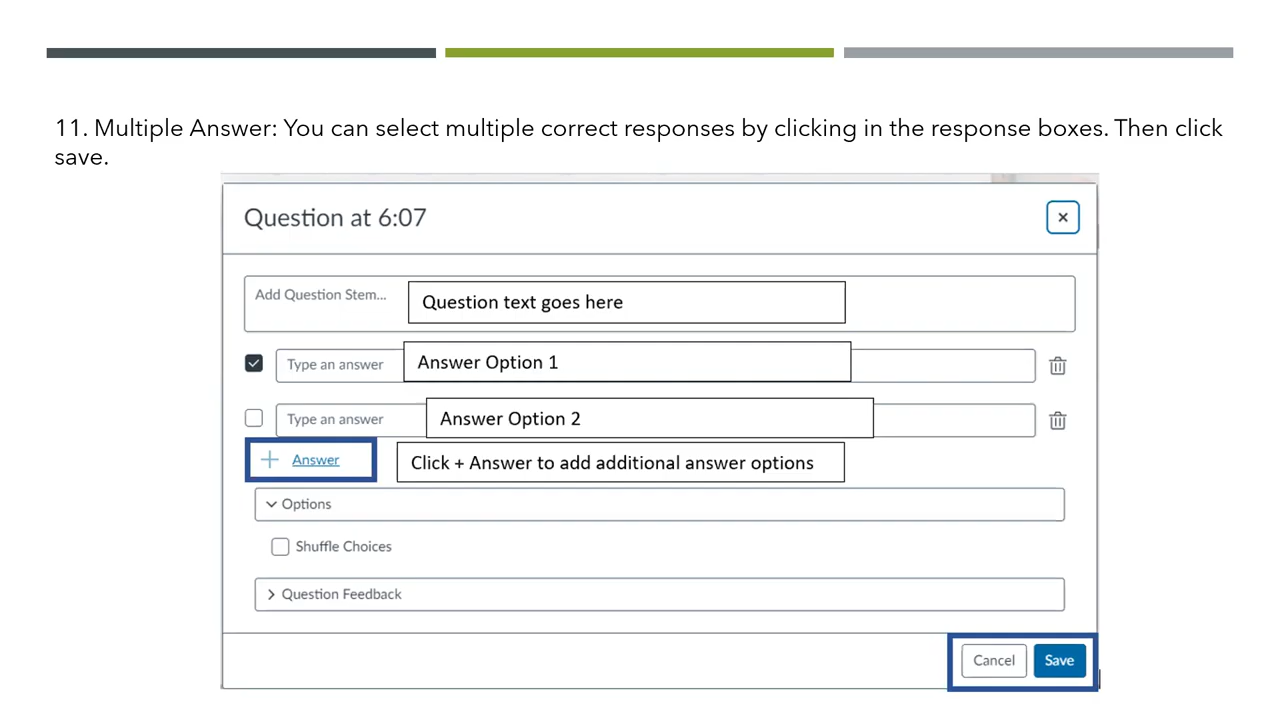 11. Multiple Answer: You can select multiple correct responses by clicking in the response boxes. Then click
save.
Question at 6:07
Add Question Stem...
Question text goes here
Type an answer
Answer Option 1
Type an answer
Answer Option 2
+ Answer
Click + Answer to add additional answer options
Options
Shuffle Choices
Question Feedback
Cancel
Save